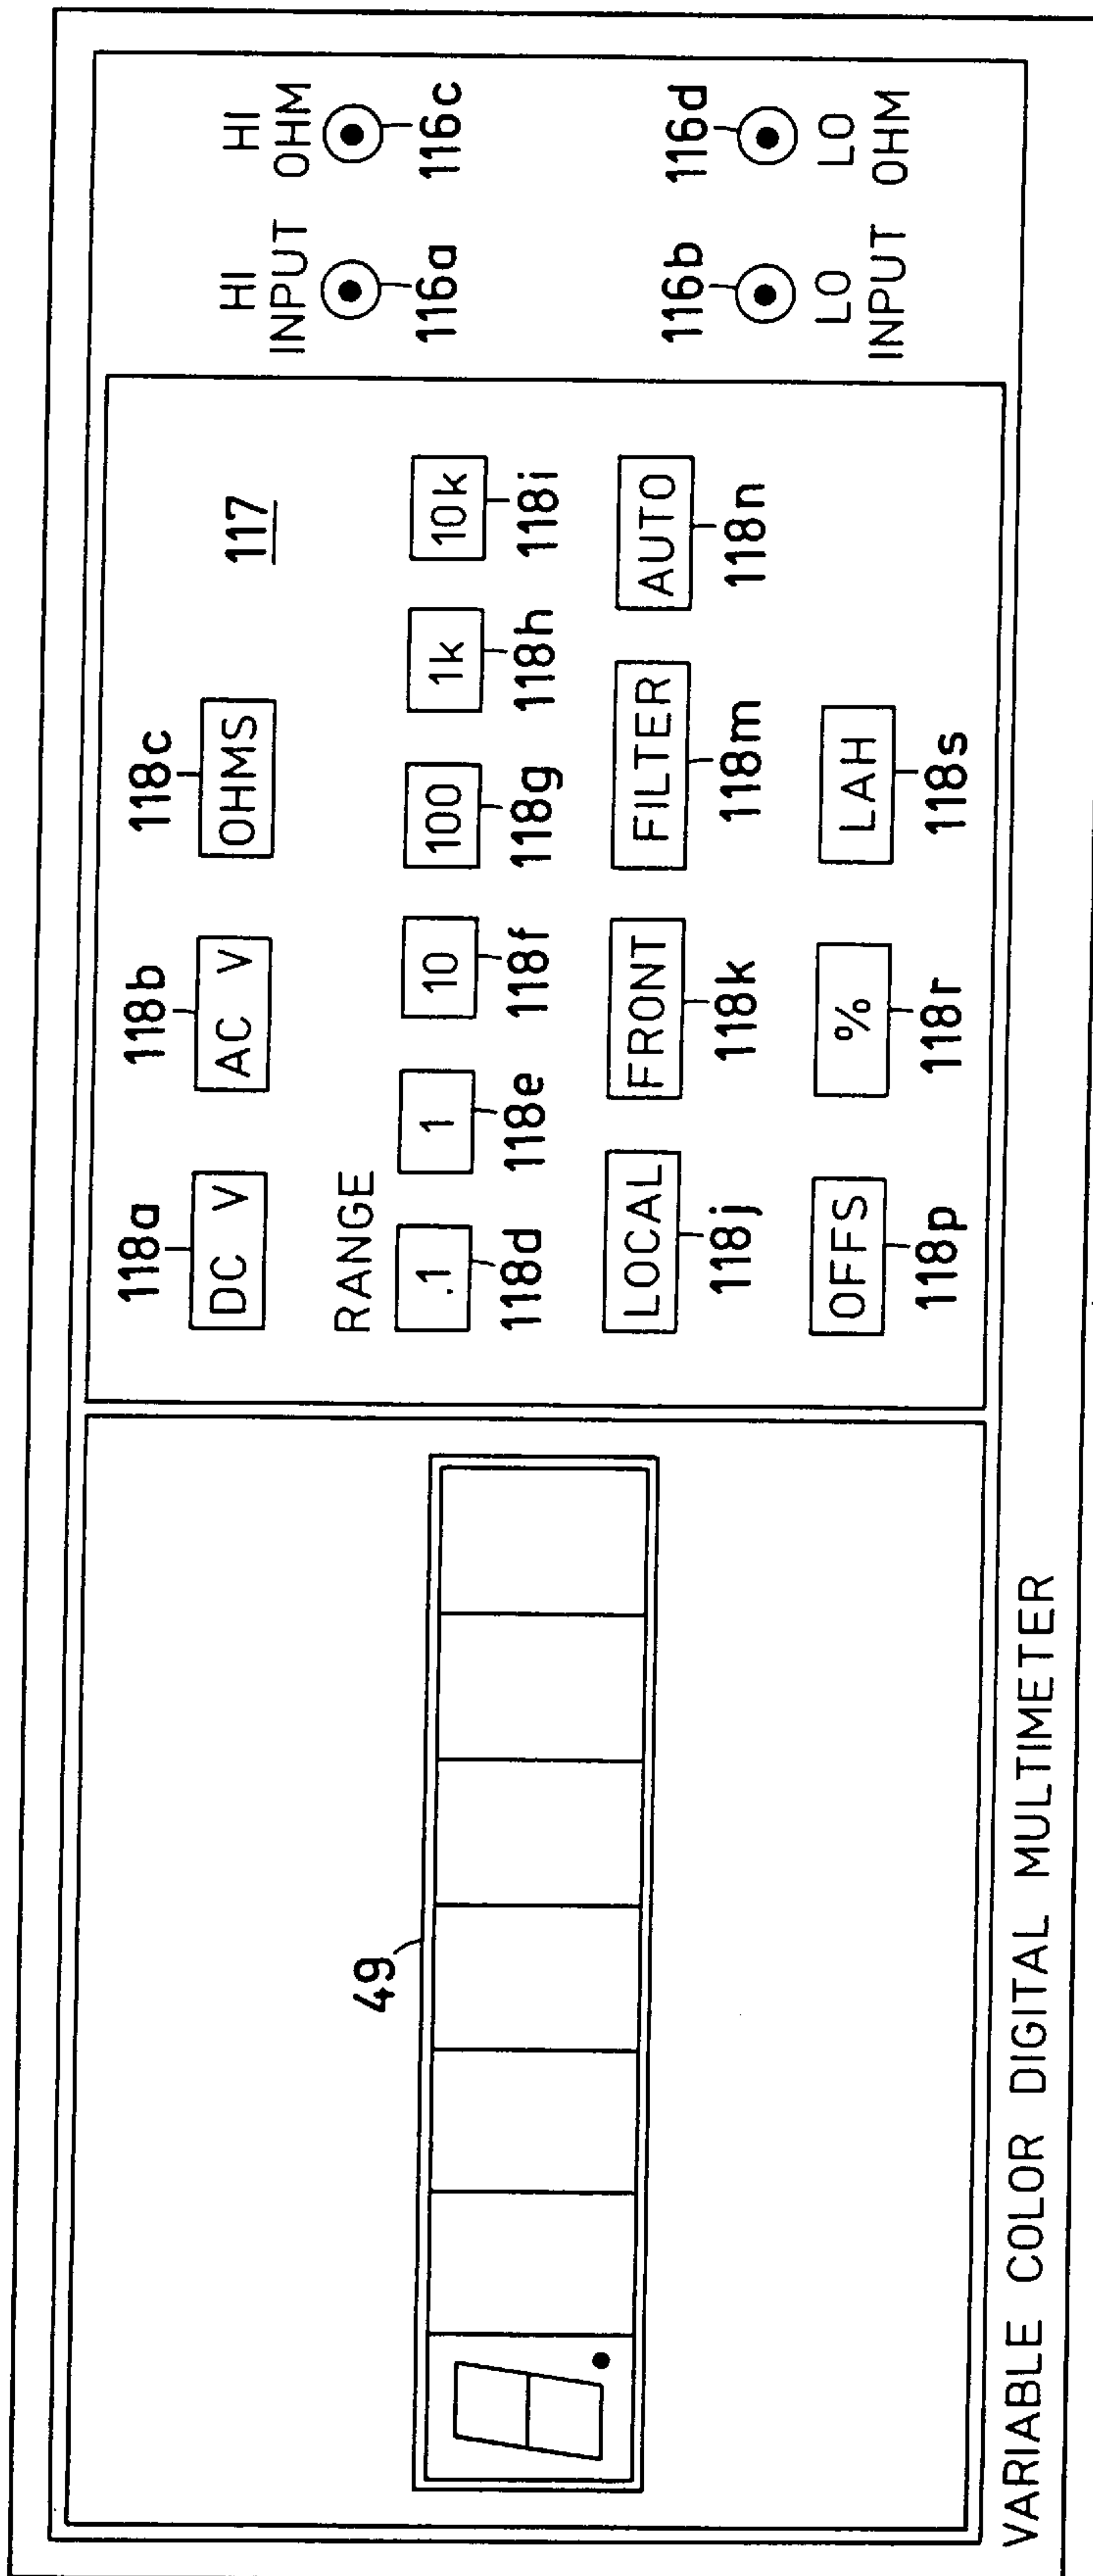 49
118a
118b
118c
DC V
AC V
OHMS
117
RANGE
.1
1
10
100
1k
10k
118d
118e
118f
118g
118h
118i
LOCAL
FRONT
FILTER
AUTO
118j
118k
118m
118n
OFFS
%
LAH
118p
118r
118s
HI
INPUT
HI
OHM
116a
116c
116b
116d
LO
INPUT
LO
OHM
VARIABLE COLOR DIGITAL MULTIMETER